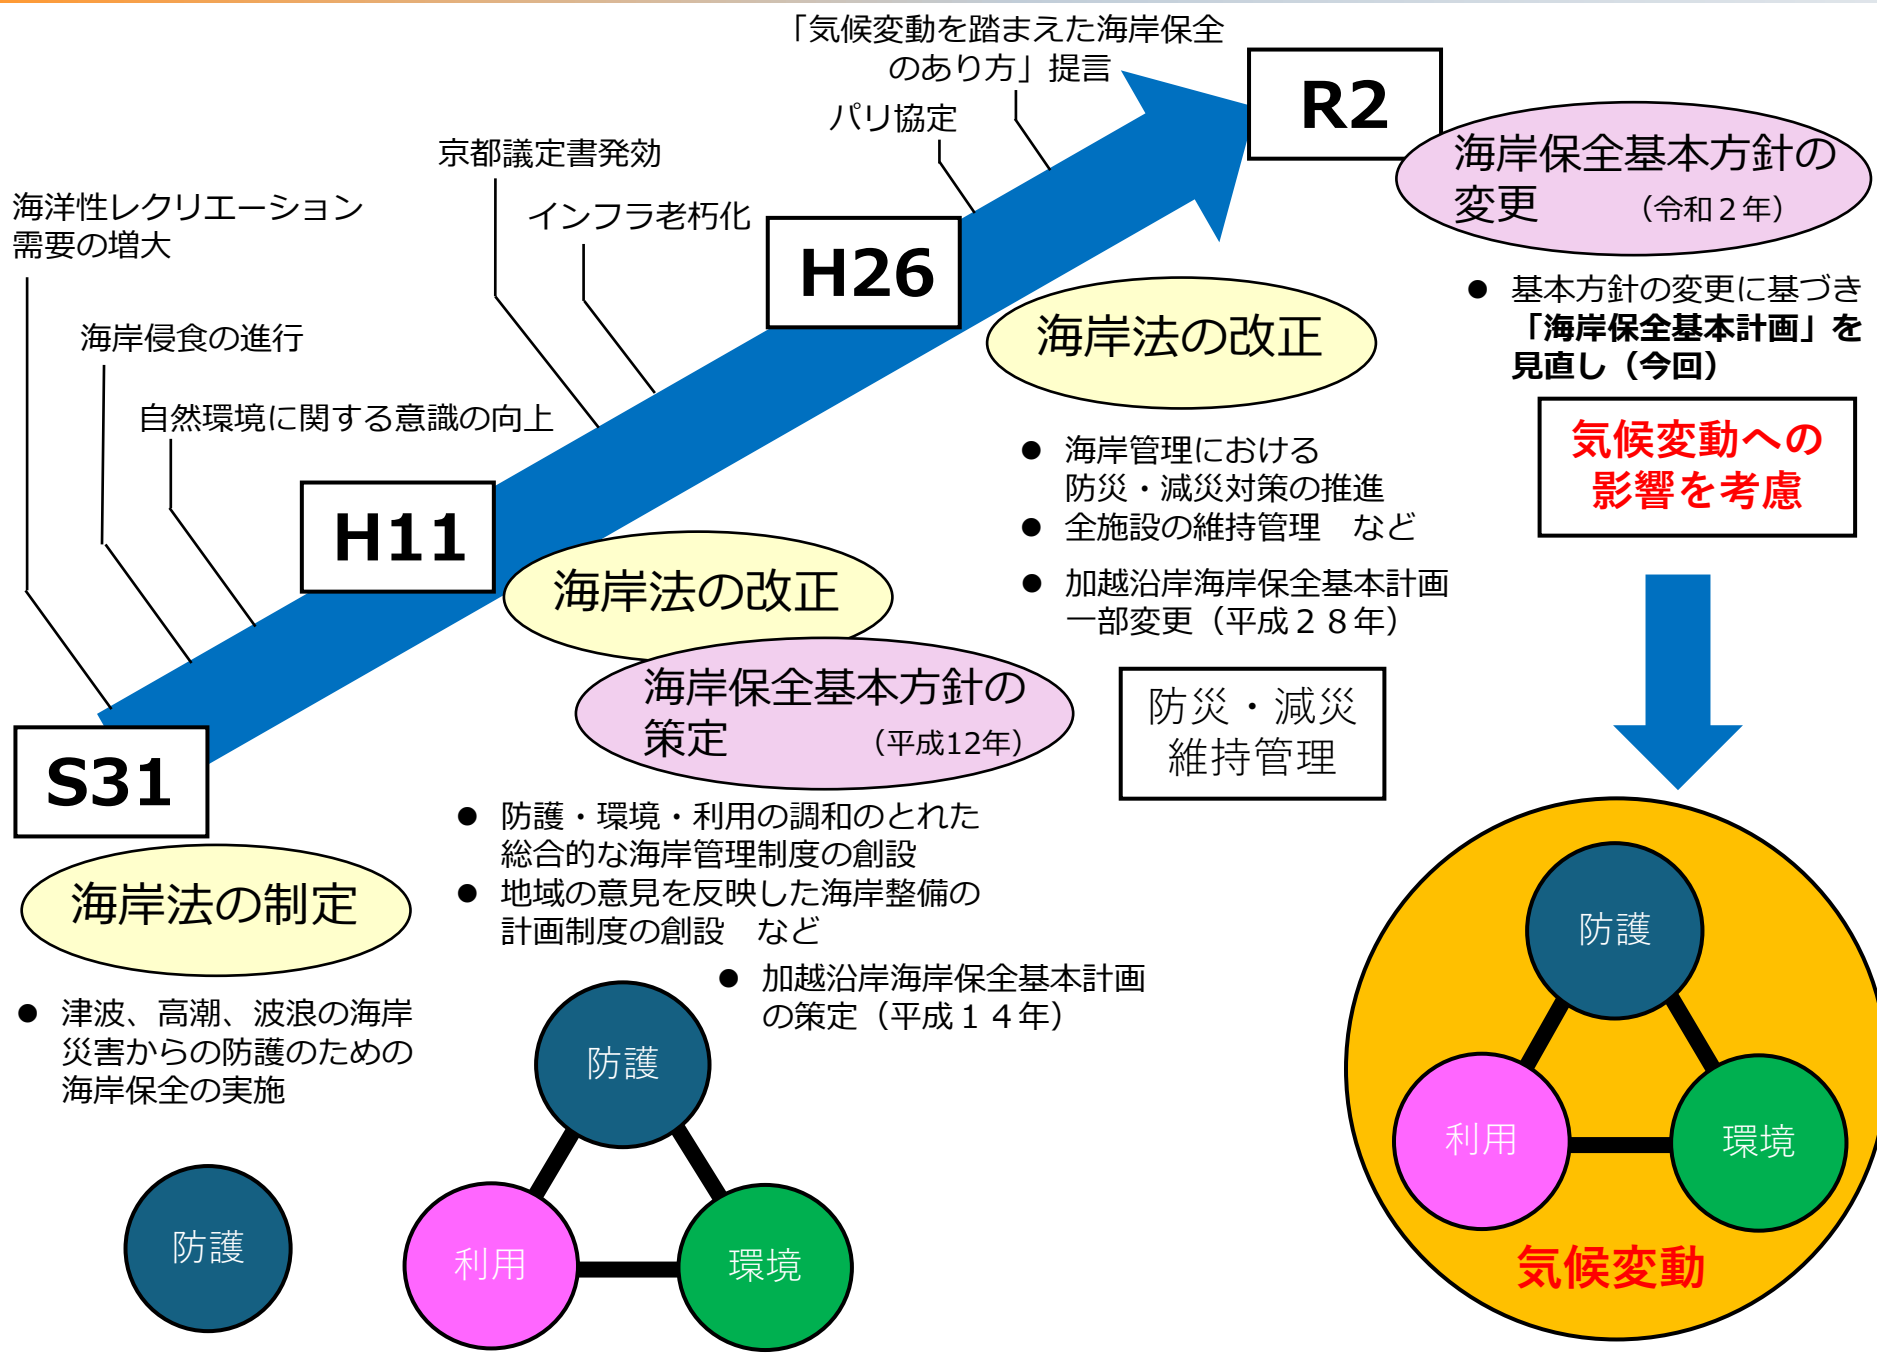 「気候変動を踏まえた海岸保全
のあり方」提言
パリ協定
京都議定書発効
インフラ老朽化
海洋性レクリエーション
需要の増大
海岸侵食の進行
自然環境に関する意識の向上
S31
海岸法の制定
● 津波、高潮、波浪の海岸
災害からの防護のための
海岸保全の実施
防護
H11
海岸法の改正
海岸保全基本方針の
策定　（平成12年）
● 防護・環境・利用の調和のとれた
総合的な海岸管理制度の創設
● 地域の意見を反映した海岸整備の
計画制度の創設　など
● 加越沿岸海岸保全基本計画
の策定（平成１４年）
防護
利用
環境
H26
海岸法の改正
● 海岸管理における
防災・減災対策の推進
● 全施設の維持管理　など
● 加越沿岸海岸保全基本計画
一部変更（平成２８年）
防災・減災
維持管理
R2
海岸保全基本方針の
変更　（令和２年）
● 基本方針の変更に基づき
「海岸保全基本計画」を
見直し（今回）
気候変動への
影響を考慮
防護
利用
環境
気候変動